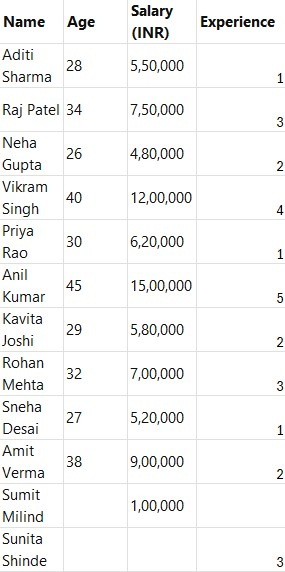 Name Age Salary (INR) Experience
Aditi Sharma 28 5,50,000 1
Raj Patel 34 7,50,000 3
Neha Gupta 26 4,80,000 2
Vikram Singh 40 12,00,000 4
Priya Rao 30 6,20,000 1
Anil Kumar 45 15,00,000 5
Kavita Joshi 29 5,80,000 2
Rohan Mehta 32 7,00,000 3
Sneha Desai 27 5,20,000 1
Amit Verma 38 9,00,000 2
Sumit Milind 1,00,000
Sunita Shinde 3